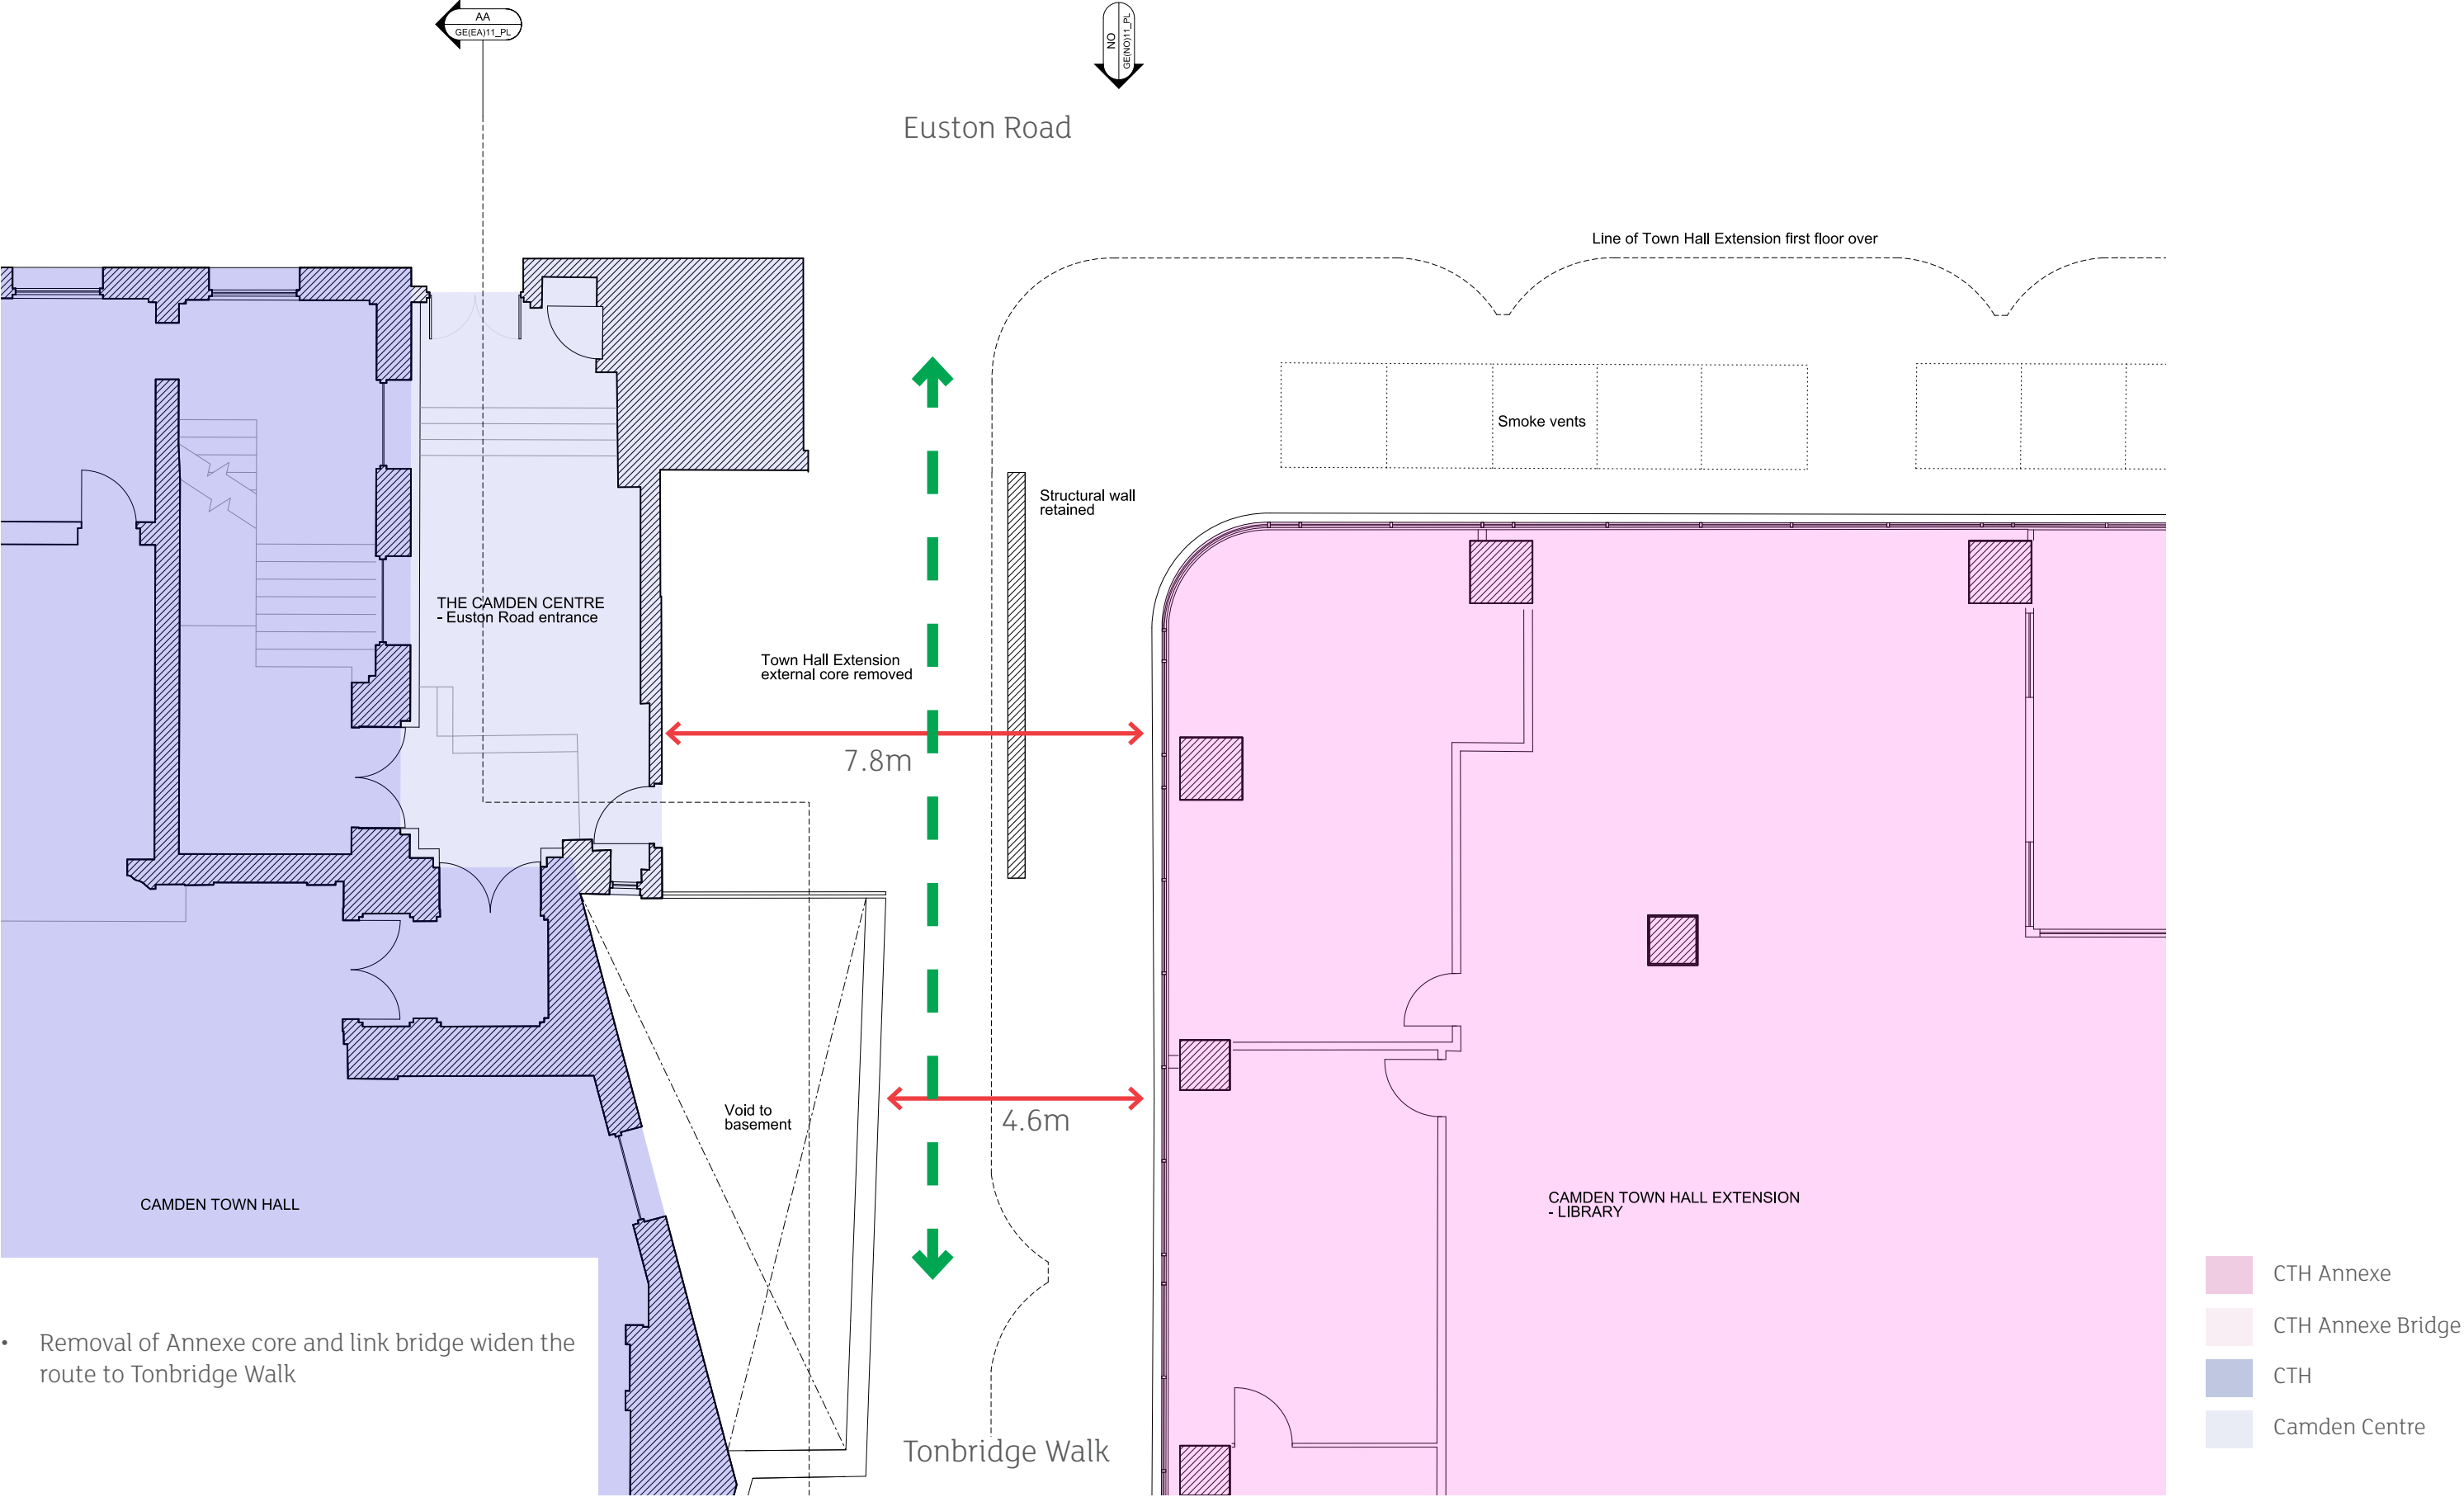 AA
GE(EA)11_PL
NO
GE(NO)11_PL
Euston Road
Line of Town Hall Extension first floor over
Smoke vents
Structural wall
retained
THE CAMDEN CENTRE
- Euston Road entrance
Town Hall Extension
external core removed
7.8m
4.6m
Void to
basement
CAMDEN TOWN HALL
CAMDEN TOWN HALL EXTENSION
- LIBRARY
• Removal of Annexe core and link bridge widen the
route to Tonbridge Walk
Tonbridge Walk
CTH Annexe
CTH Annexe Bridge
CTH
Camden Centre